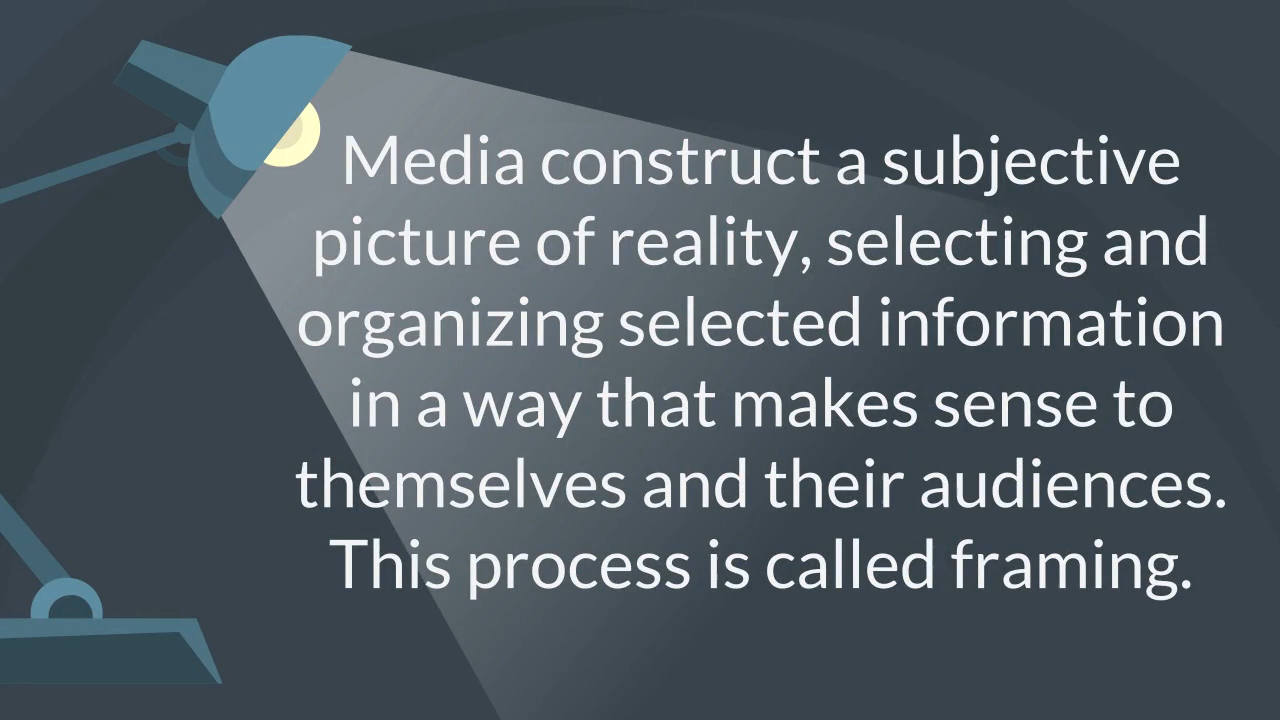 Media construct a subjective
picture of reality, selecting and
organizing selected information
in a way that makes sense to
themselves and their audiences.
This process is called framing.